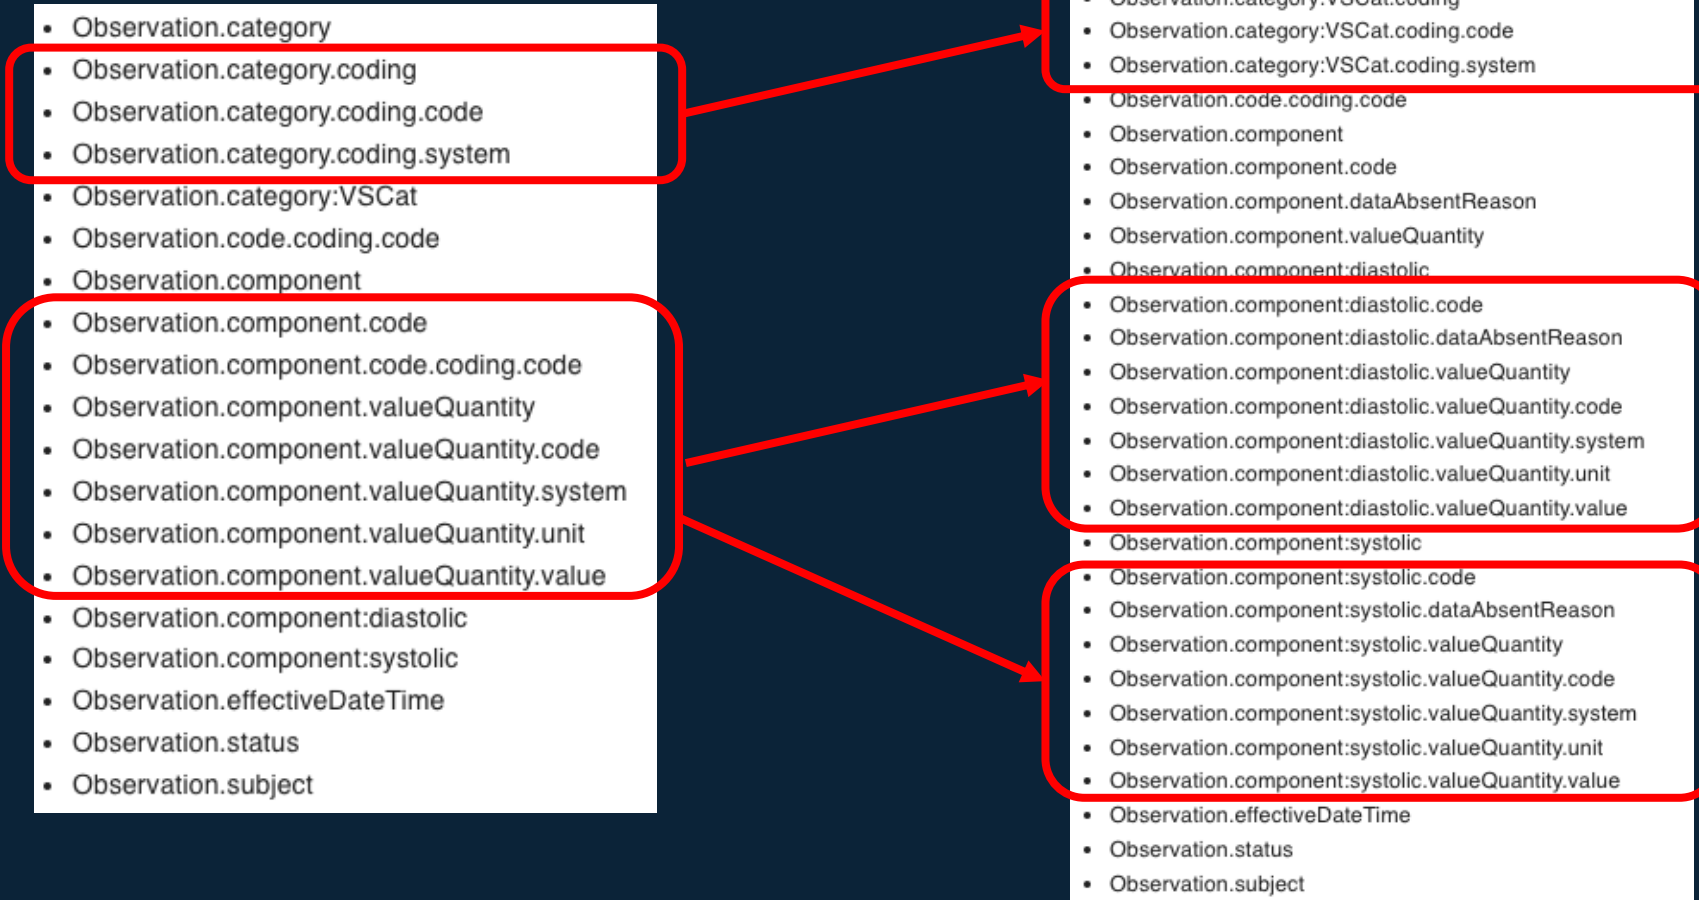 • Observation.category
• Observation.category.coding
• Observation.category.coding.code
• Observation.category.coding.system
• Observation.category:VSCat
• Observation.code.coding.code
• Observation.component
• Observation.component.code
• Observation.component.code.coding.code
• Observation.component.valueQuantity
• Observation.component.valueQuantity.code
• Observation.component.valueQuantity.system
• Observation.component.valueQuantity.unit
• Observation.component.valueQuantity.value
• Observation.component:diastolic
• Observation.component:systolic
• Observation.effectiveDateTime
• Observation.status
• Observation.subject
• Observation.category:VSCat.coding
• Observation.category:VSCat.coding.code
• Observation.category:VSCat.coding.system
• Observation.code.coding.code
• Observation.component
• Observation.component.code
• Observation.component.dataAbsentReason
• Observation.component.valueQuantity
• Observation.component:diastolic
• Observation.component:diastolic.code
• Observation.component:diastolic.dataAbsentReason
• Observation.component:diastolic.valueQuantity
• Observation.component:diastolic.valueQuantity.code
• Observation.component:diastolic.valueQuantity.system
• Observation.component:diastolic.valueQuantity.unit
• Observation.component:diastolic.valueQuantity.value
• Observation.component:systolic
• Observation.component:systolic.code
• Observation.component:systolic.dataAbsentReason
• Observation.component:systolic.valueQuantity
• Observation.component:systolic.valueQuantity.code
• Observation.component:systolic.valueQuantity.system
• Observation.component:systolic.valueQuantity.unit
• Observation.component:systolic.valueQuantity.value
• Observation.effectiveDateTime
• Observation.status
• Observation.subject